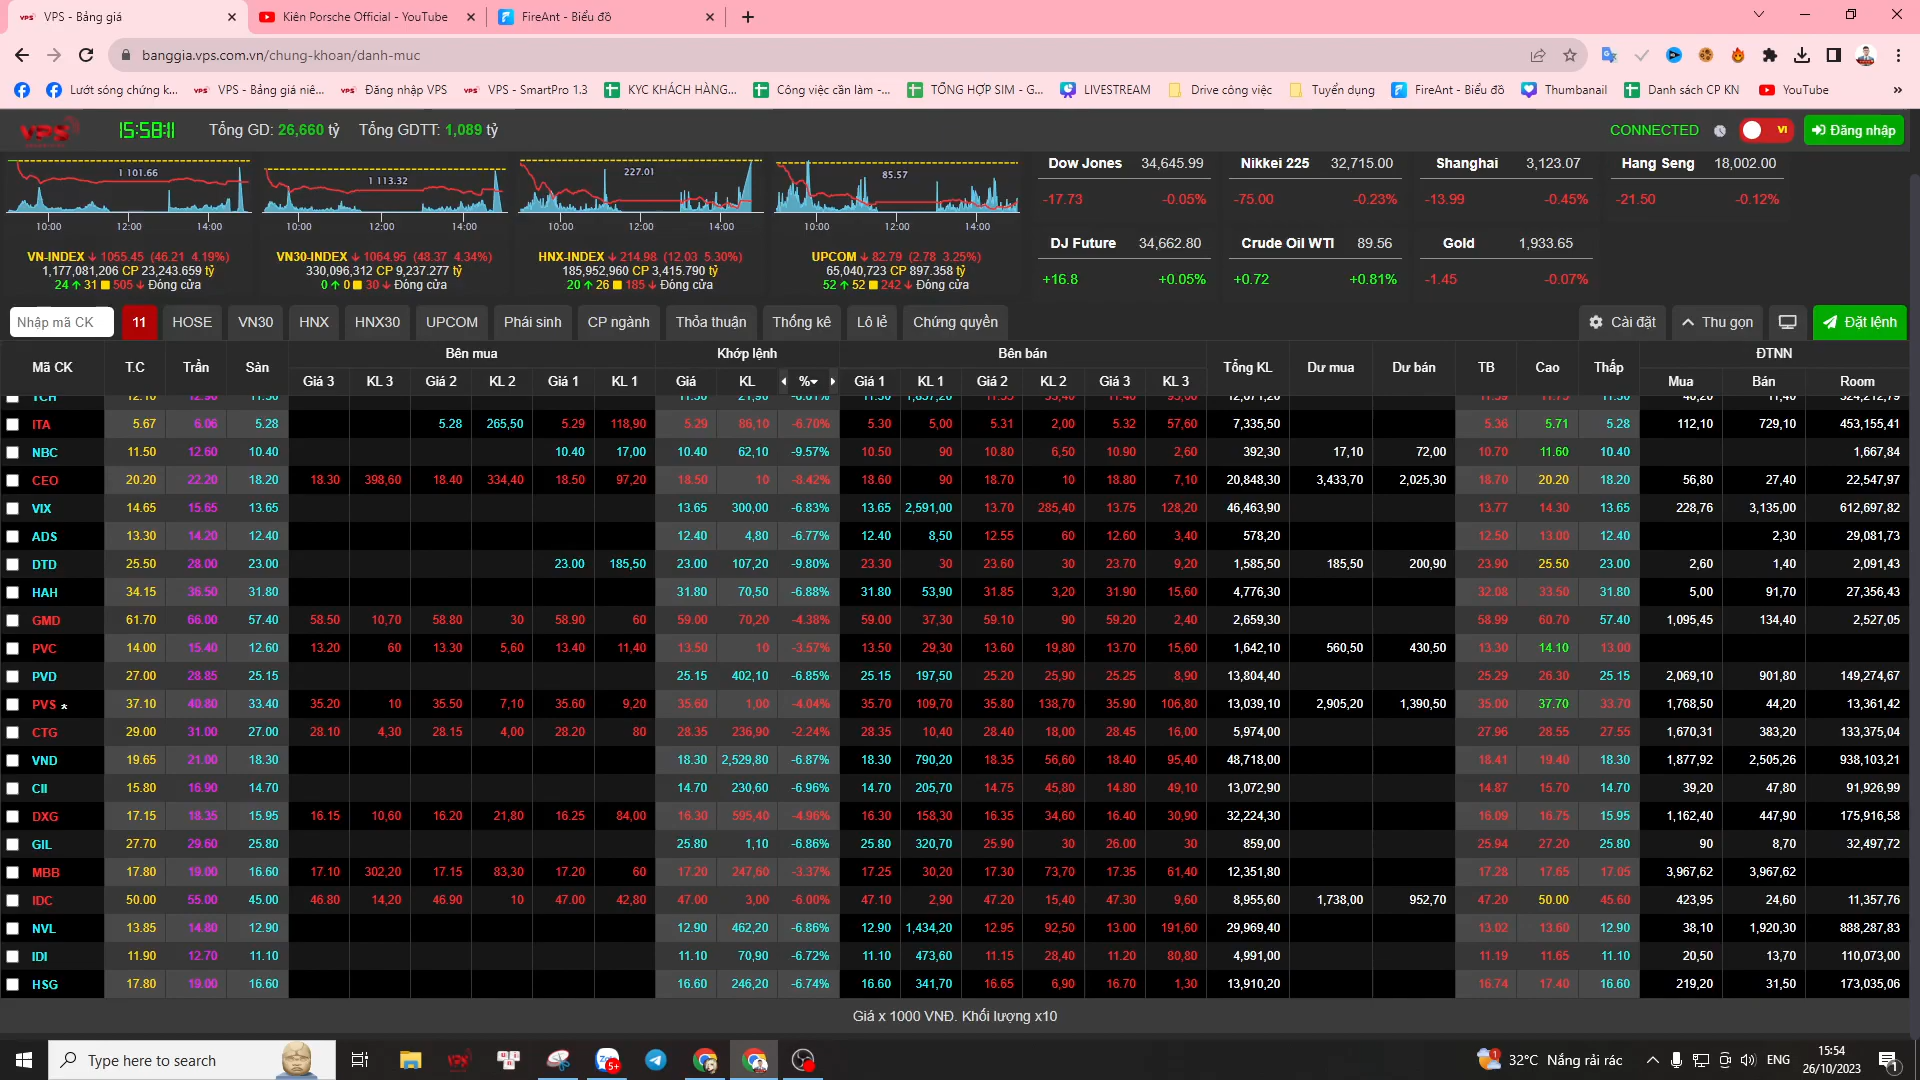 VPS - Bảng giá
Kiên Porsche Official - YouTube
FireAnt - Biểu đồ
banggia.vps.com.vn/chung-khoan/danh-muc
Lướt sóng chứng k...
VPS - Bảng giá niê...
Đăng nhập VPS
VPS - SmartPro 1.3
KYC KHÁCH HÀNG...
Công việc cần làm -...
TỔNG HỢP SIM - G...
LIVESTREAM
Drive công việc
Tuyển dụng
FireAnt - Biểu đồ
Thumbanail
Danh sách CP KN
YouTube
VPS 15:58:11 Tổng GD: 26,660 tỷ Tổng GDTT: 1,089 tỷ CONNECTED VI Đăng nhập
1 101.66
10:00 12:00 14:00
VN-INDEX ↓ 1055.45 (46.21 4.19%)
1,177,081,206 CP 23,243.659 tỷ
24 ↑ 31 ■ 505 ↓ Đóng cửa
1 113.32
10:00 12:00 14:00
VN30-INDEX ↓ 1064.95 (48.37 4.34%)
330,096,312 CP 9,237.277 tỷ
0 ↑ 0 ■ 30 ↓ Đóng cửa
227.01
10:00 12:00 14:00
HNX-INDEX ↓ 214.98 (12.03 5.30%)
185,952,960 CP 3,415.790 tỷ
20 ↑ 26 ■ 185 ↓ Đóng cửa
85.57
10:00 12:00 14:00
UPCOM ↓ 82.79 (2.78 3.25%)
65,040,723 CP 897.358 tỷ
52 ↑ 52 ■ 242 ↓ Đóng cửa
Dow Jones 34,645.99
-17.73 -0.05%
Nikkei 225 32,715.00
-75.00 -0.23%
Shanghai 3,123.07
-13.99 -0.45%
Hang Seng 18,002.00
-21.50 -0.12%
DJ Future 34,662.80
+16.8 +0.05%
Crude Oil WTI 89.56
+0.72 +0.81%
Gold 1,933.65
-1.45 -0.07%
Nhập mã CK 11 HOSE VN30 HNX HNX30 UPCOM Phái sinh CP ngành Thỏa thuận Thống kê Lô lẻ Chứng quyền Cài đặt Thu gọn Đặt lệnh
Mã CK T.C Trần Sàn Bên mua Khớp lệnh Bên bán Tổng KL Dư mua Dư bán TB Cao Thấp ĐTNN
Giá 3 KL 3 Giá 2 KL 2 Giá 1 KL 1 Giá KL % Giá 1 KL 1 Giá 2 KL 2 Giá 3 KL 3 Mua Bán Room
ITA 5.67 6.06 5.28 5.28 265,50 5.29 118,90 5.29 86,10 -6.70% 5.30 5,00 5.31 2,00 5.32 57,60 7,335,50 5.36 5.71 5.28 112,10 729,10 453,155,41
NBC 11.50 12.60 10.40 10.40 17,00 10.40 62,10 -9.57% 10.50 90 10.80 6,50 10.90 2,60 392,30 17,10 72,00 10.70 11.60 10.40 1,667,84
CEO 20.20 22.20 18.20 18.30 398,60 18.40 334,40 18.50 97,20 18.50 10 -8.42% 18.60 90 18.70 10 18.80 7,10 20,848,30 3,433,70 2,025,30 18.70 20.20 18.20 56,80 27,40 22,547,97
VIX 14.65 15.65 13.65 13.65 300,00 -6.83% 13.65 2,591,00 13.70 285,40 13.75 128,20 46,463,90 13.77 14.30 13.65 228,76 3,135,00 612,697,82
ADS 13.30 14.20 12.40 12.40 4,80 -6.77% 12.40 8,50 12.55 60 12.60 3,40 578,20 12.50 13.00 12.40 2,30 29,081,73
DTD 25.50 28.00 23.00 23.00 185,50 23.00 107,20 -9.80% 23.30 30 23.60 30 23.70 9,20 1,585,50 185,50 200,90 23.90 25.50 23.00 2,60 1,40 2,091,43
HAH 34.15 36.50 31.80 31.80 70,50 -6.88% 31.80 53,90 31.85 3,20 31.90 15,60 4,776,30 32.08 33.50 31.80 5,00 91,70 27,356,43
GMD 61.70 66.00 57.40 58.50 10,70 58.80 30 58.90 60 59.00 70,20 -4.38% 59.00 37,30 59.10 90 59.20 2,40 2,659,30 58.99 60.70 57.40 1,095,45 134,40 2,527,05
PVC 14.00 15.40 12.60 13.20 60 13.30 5,60 13.40 11,40 13.50 10 -3.57% 13.50 29,30 13.60 19,80 13.70 15,60 1,642,10 560,50 430,50 13.30 14.10 13.00
PVD 27.00 28.85 25.15 25.15 402,10 -6.85% 25.15 197,50 25.20 25,90 25.25 8,90 13,804,40 25.29 26.30 25.15 2,069,10 901,80 149,274,67
PVS * 37.10 40.80 33.40 35.20 10 35.50 7,10 35.60 9,20 35.60 1,00 -4.04% 35.70 109,70 35.80 138,70 35.90 106,80 13,039,10 2,905,20 1,390,50 35.00 37.70 33.70 1,768,50 44,20 13,361,42
CTG 29.00 31.00 27.00 28.10 4,30 28.15 4,00 28.20 80 28.35 236,90 -2.24% 28.35 10,40 28.40 18,00 28.45 16,00 5,974,00 27.96 28.55 27.55 1,670,31 383,20 133,375,04
VND 19.65 21.00 18.30 18.30 2,529,80 -6.87% 18.30 790,20 18.35 56,60 18.40 95,40 48,718,00 18.41 19.40 18.30 1,877,92 2,505,26 938,103,21
CII 15.80 16.90 14.70 14.70 230,60 -6.96% 14.70 205,70 14.75 45,80 14.80 49,10 13,072,90 14.87 15.70 14.70 39,20 47,80 91,926,99
DXG 17.15 18.35 15.95 16.15 10,60 16.20 21,80 16.25 84,00 16.30 595,40 -4.96% 16.30 158,30 16.35 34,60 16.40 30,90 32,224,30 16.09 16.75 15.95 1,162,40 447,90 175,916,58
GIL 27.70 29.60 25.80 25.80 1,10 -6.86% 25.80 320,70 25.90 30 26.00 30 859,00 25.94 27.20 25.80 90 8,70 32,497,72
MBB 17.80 19.00 16.60 17.10 302,20 17.15 83,30 17.20 60 17.20 247,60 -3.37% 17.25 30,20 17.30 73,70 17.35 61,40 12,351,80 17.28 17.65 17.05 3,967,62 3,967,62
IDC 50.00 55.00 45.00 46.80 14,20 46.90 10 47.00 42,80 47.00 3,00 -6.00% 47.10 2,90 47.20 15,40 47.30 9,60 8,955,60 1,738,00 952,70 47.20 50.00 45.60 423,95 24,60 11,357,76
NVL 13.85 14.80 12.90 12.90 462,20 -6.86% 12.90 1,434,20 12.95 92,50 13.00 191,60 29,969,40 13.02 13.60 12.90 38,10 1,920,30 888,287,83
IDI 11.90 12.70 11.10 11.10 70,90 -6.72% 11.10 473,60 11.15 28,40 11.20 80,80 4,991,00 11.19 11.65 11.10 20,50 13,70 110,073,00
HSG 17.80 19.00 16.60 16.60 246,20 -6.74% 16.60 341,70 16.65 6,90 16.70 1,30 13,910,20 16.74 17.40 16.60 219,20 31,50 173,035,06
Giá x 1000 VNĐ. Khối lượng x10
Type here to search
32°C Nắng rải rác
ENG
15:54
26/10/2023